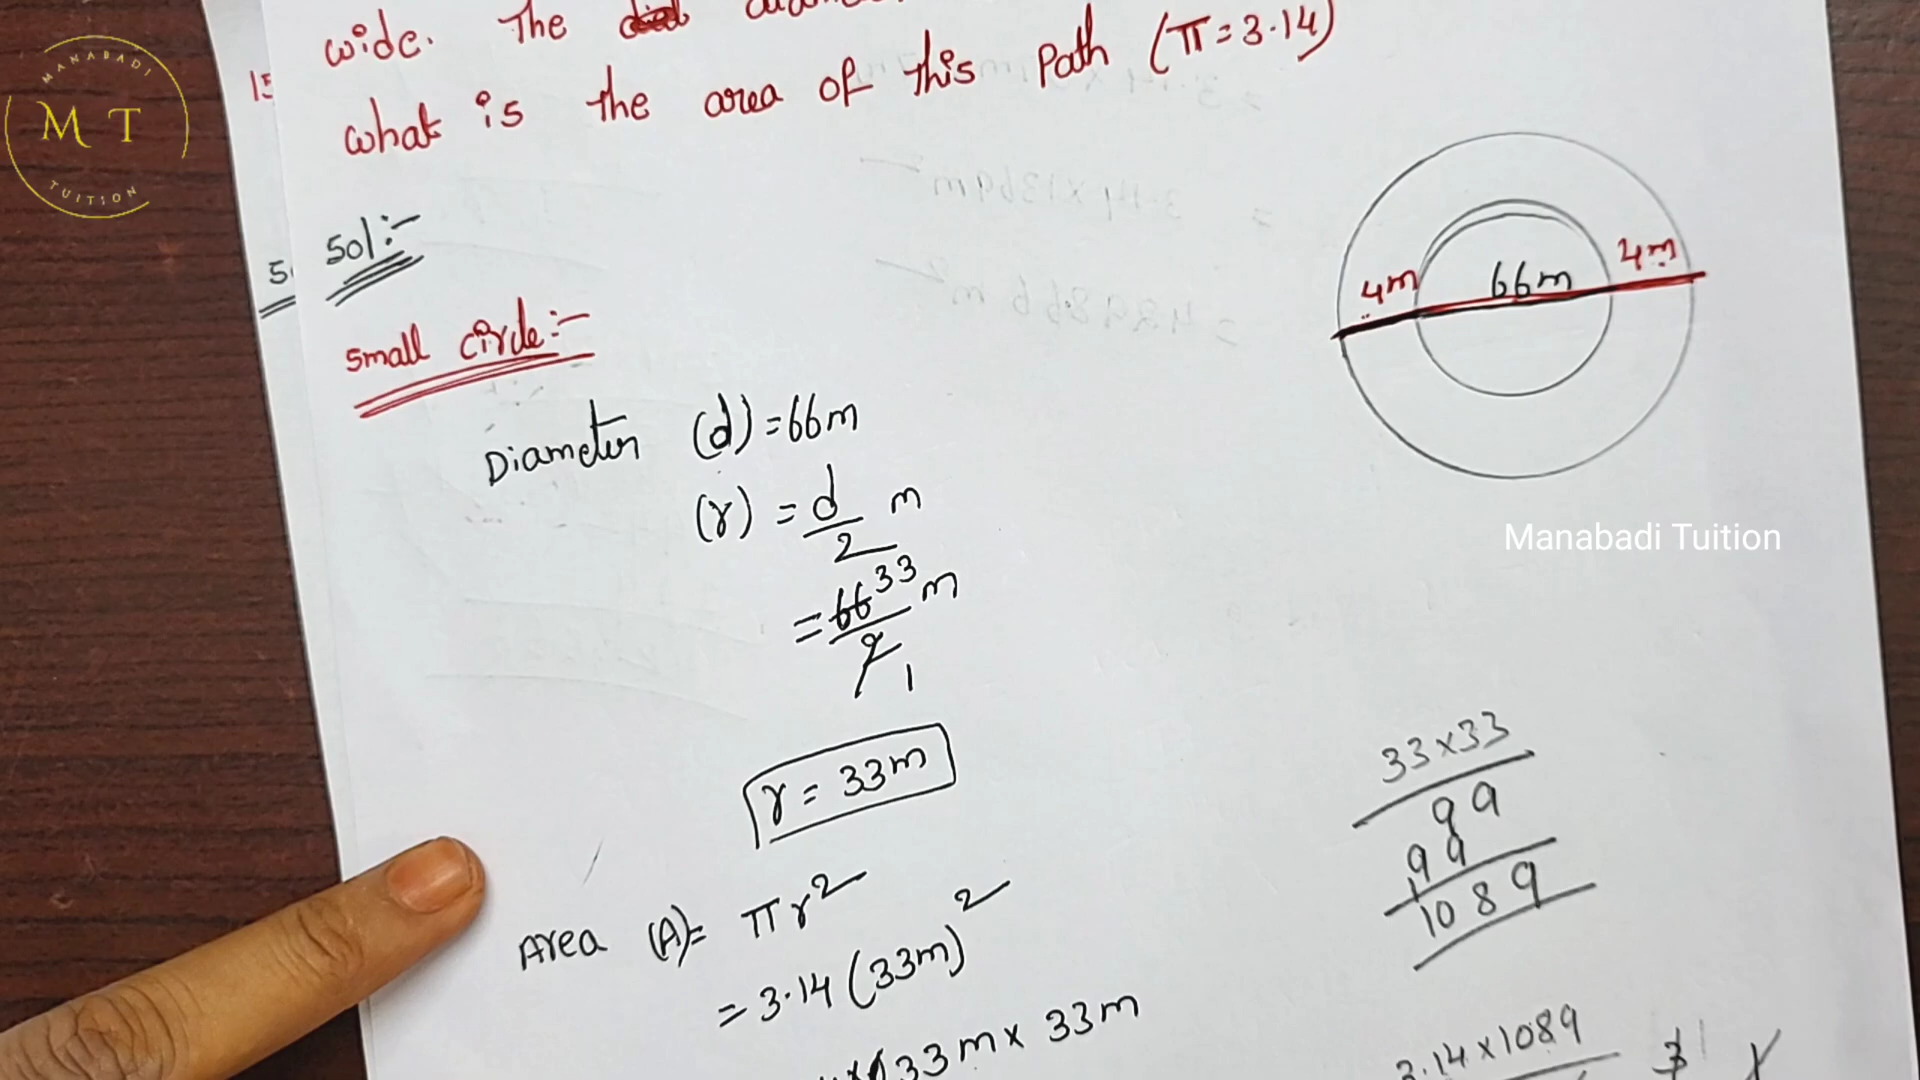 wide. The
what is the area of this Path (π=3.14)
MANABADI
M T
TUITION
15
Sol:-
4m 66m 4m
Small circle:-
Diameter (d) = 66m
(r) = d/2 m
= 66 33/2 1 m
Manabadi Tuition
r = 33m
33×33
99
99
1089
Area (A) = πr²
= 3.14 (33m)²
33m × 33m
3.14×1089